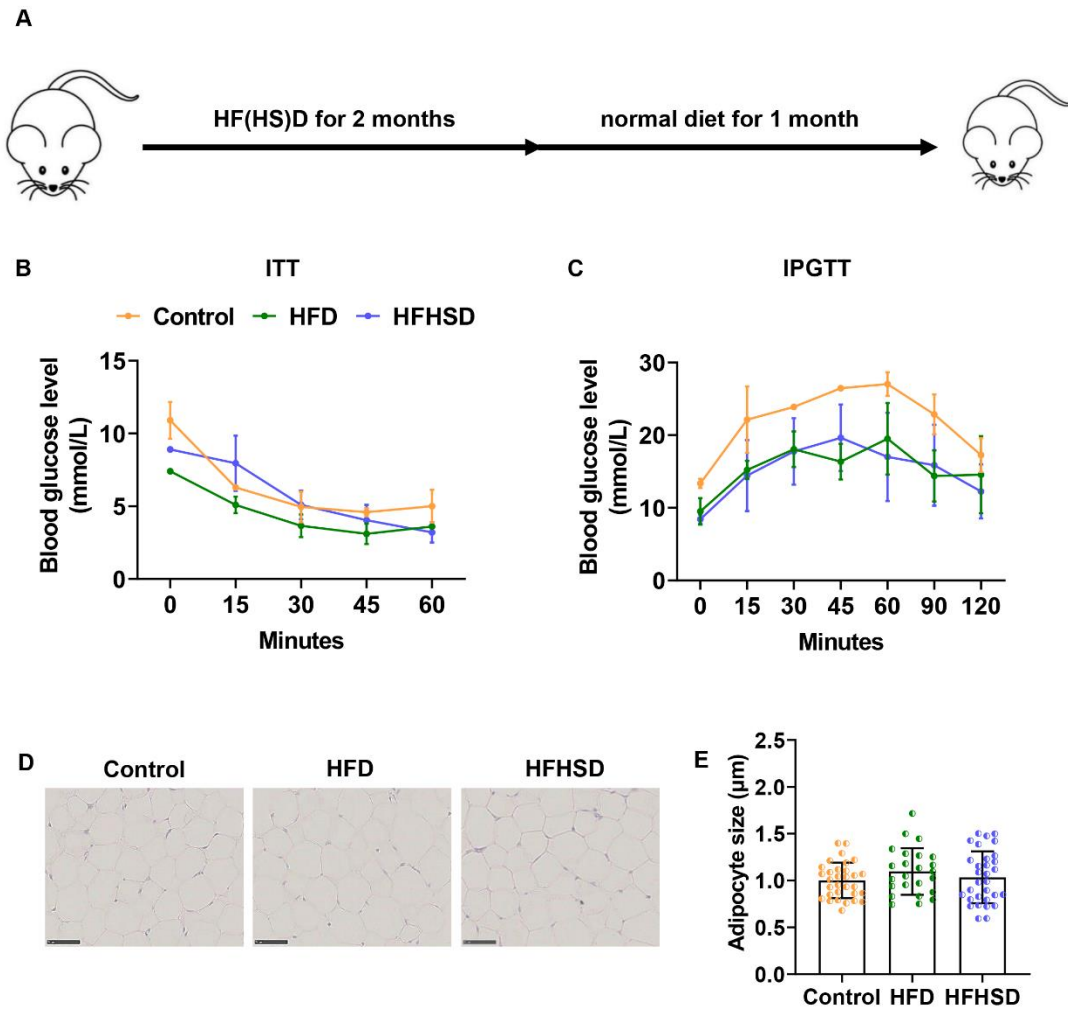 A
HF(HS)D for 2 months
normal diet for 1 month
B
ITT
Control
HFD
HFHSD
Blood glucose level
(mmol/L)
15
10
5
0
0 15 30 45 60
Minutes
C
IPGTT
Blood glucose level
(mmol/L)
30
20
10
0
0 15 30 45 60 90 120
Minutes
D
Control
HFD
HFHSD
E
Adipocyte size (μm)
2.5
2.0
1.5
1.0
0.5
0.0
Control HFD HFHSD